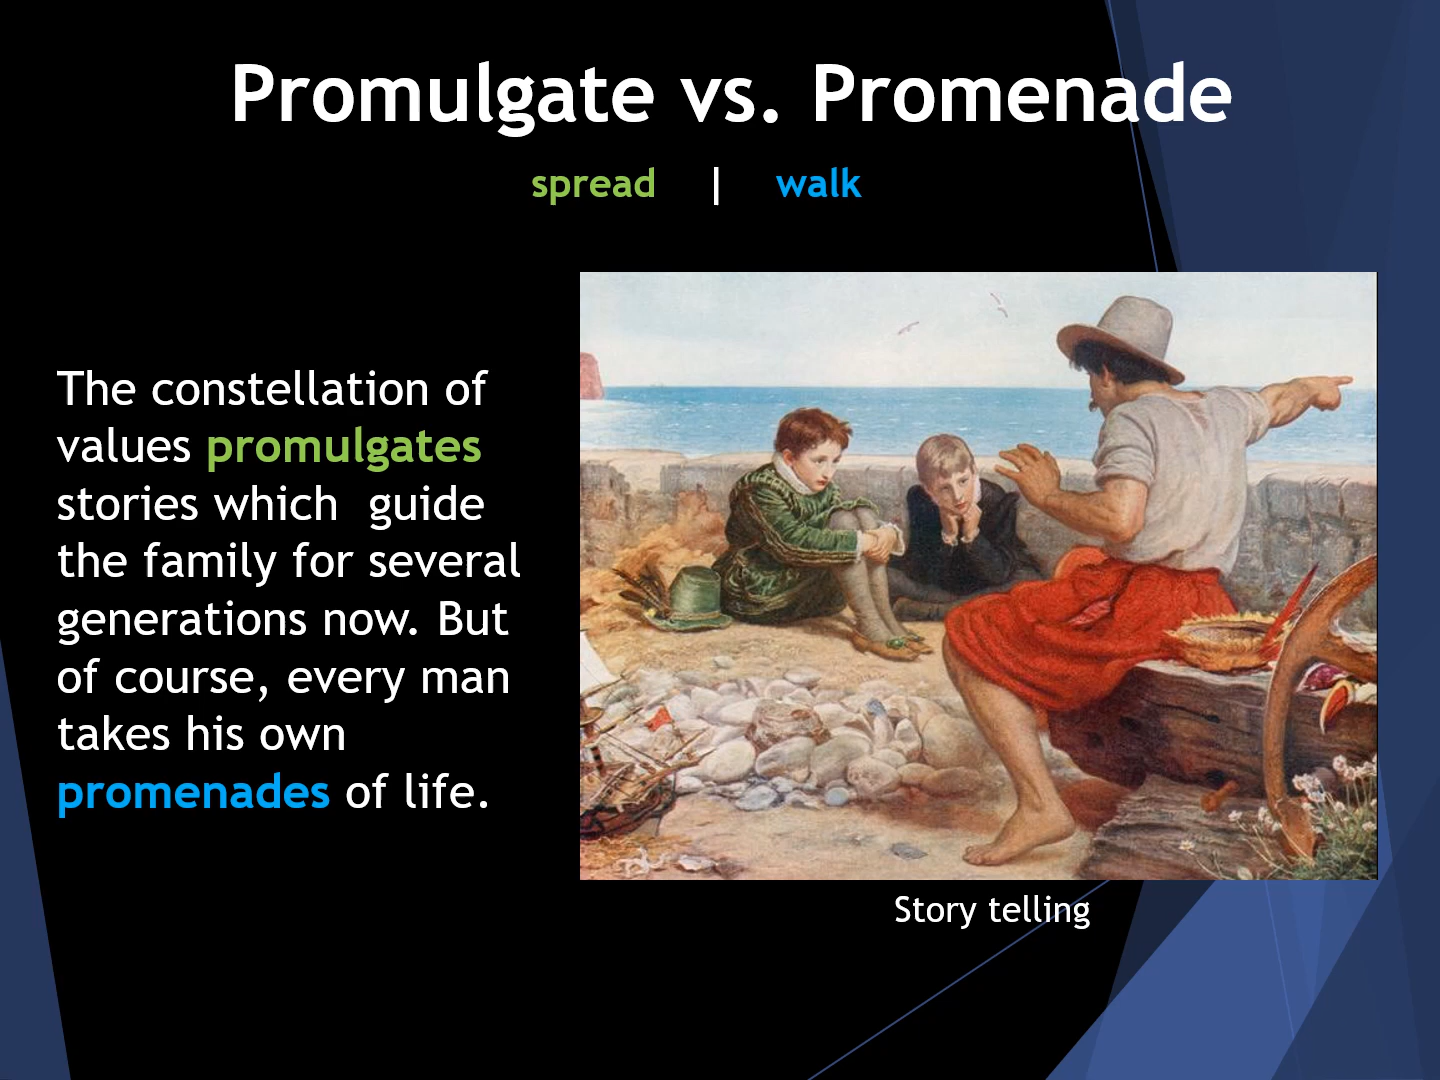 Promulgate vs. Promenade
spread | walk
The constellation of
values promulgates
stories which  guide
the family for several
generations now. But
of course, every man
takes his own
promenades of life.
Story telling